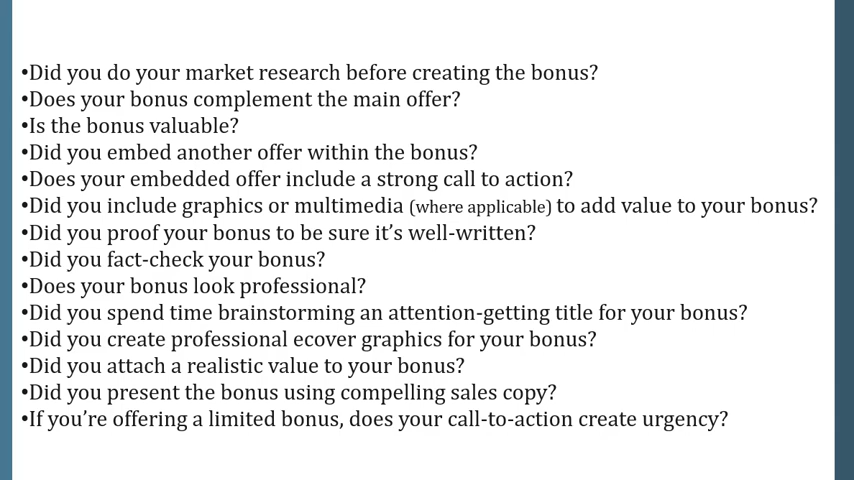 •Did you do your market research before creating the bonus?
•Does your bonus complement the main offer?
•Is the bonus valuable?
•Did you embed another offer within the bonus?
•Does your embedded offer include a strong call to action?
•Did you include graphics or multimedia (where applicable) to add value to your bonus?
•Did you proof your bonus to be sure it’s well-written?
•Did you fact-check your bonus?
•Does your bonus look professional?
•Did you spend time brainstorming an attention-getting title for your bonus?
•Did you create professional ecover graphics for your bonus?
•Did you attach a realistic value to your bonus?
•Did you present the bonus using compelling sales copy?
•If you’re offering a limited bonus, does your call-to-action create urgency?